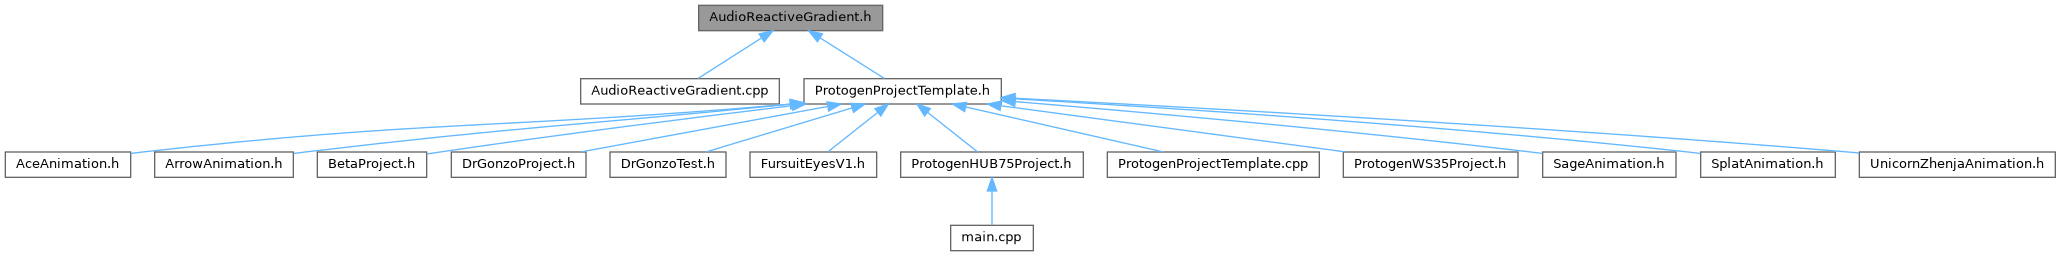 AudioReactiveGradient.h
AudioReactiveGradient.cpp
ProtogenProjectTemplate.h
AceAnimation.h
ArrowAnimation.h
BetaProject.h
DrGonzoProject.h
DrGonzoTest.h
FursuitEyesV1.h
ProtogenHUB75Project.h
ProtogenProjectTemplate.cpp
ProtogenWS35Project.h
SageAnimation.h
SplatAnimation.h
UnicornZhenjaAnimation.h
main.cpp